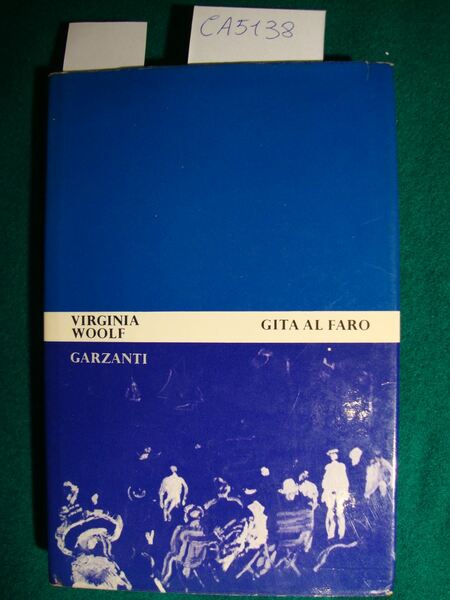 CA5138
VIRGINIA
WOOLF
GITA AL FARO
GARZANTI